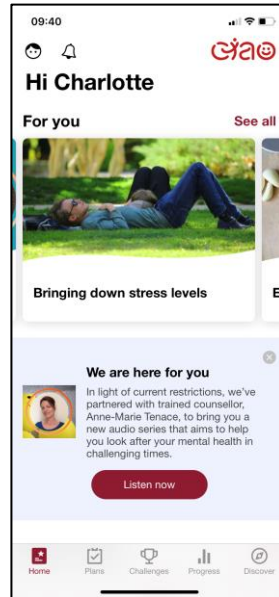 09:40
ciao
Hi Charlotte
For you
See all
Bringing down stress levels
E
We are here for you
In light of current restrictions, we've
partnered with trained counsellor,
Anne-Marie Tenace, to bring you a
new audio series that aims to help
you look after your mental health in
challenging times.
Listen now
Home
Plans
Challenges
Progress
Discover